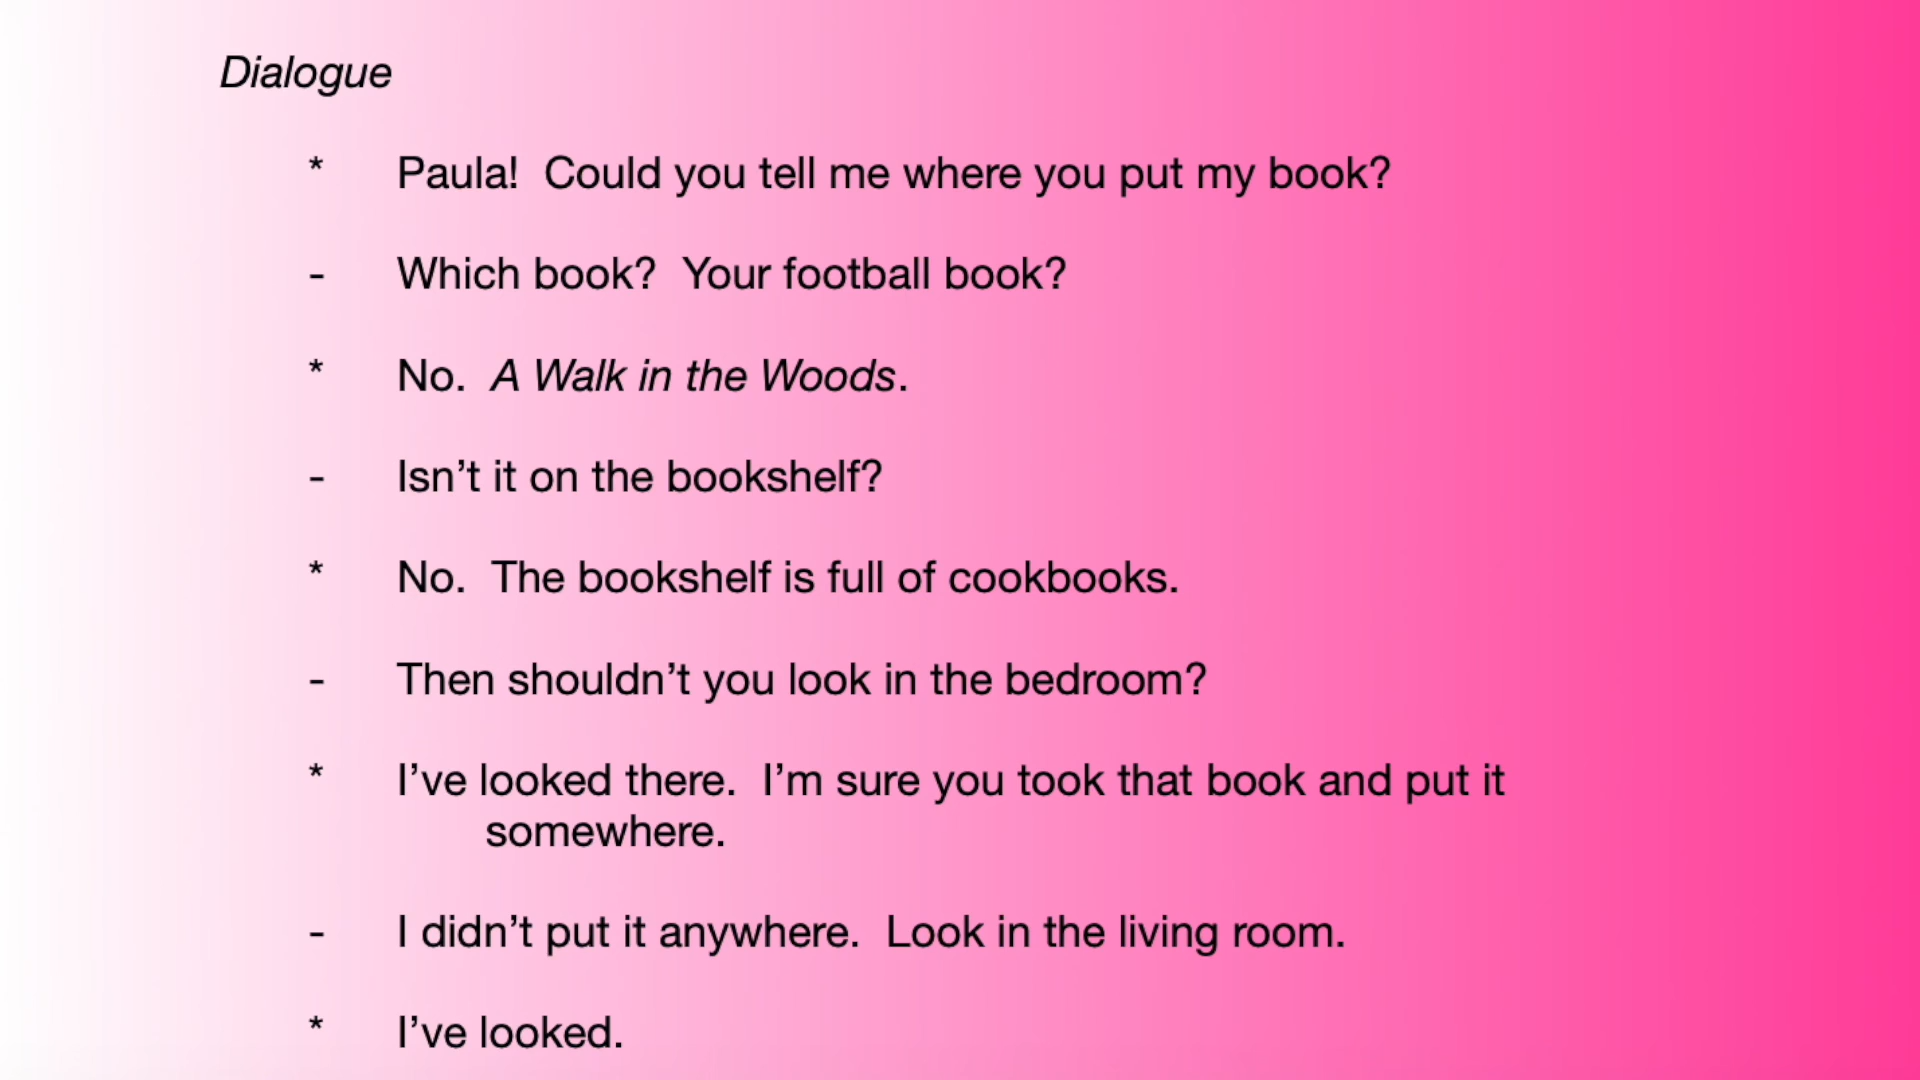 Dialogue
* Paula!  Could you tell me where you put my book?
- Which book?  Your football book?
* No.  A Walk in the Woods.
- Isn’t it on the bookshelf?
* No.  The bookshelf is full of cookbooks.
- Then shouldn’t you look in the bedroom?
* I’ve looked there.  I’m sure you took that book and put it
somewhere.
- I didn’t put it anywhere.  Look in the living room.
* I’ve looked.